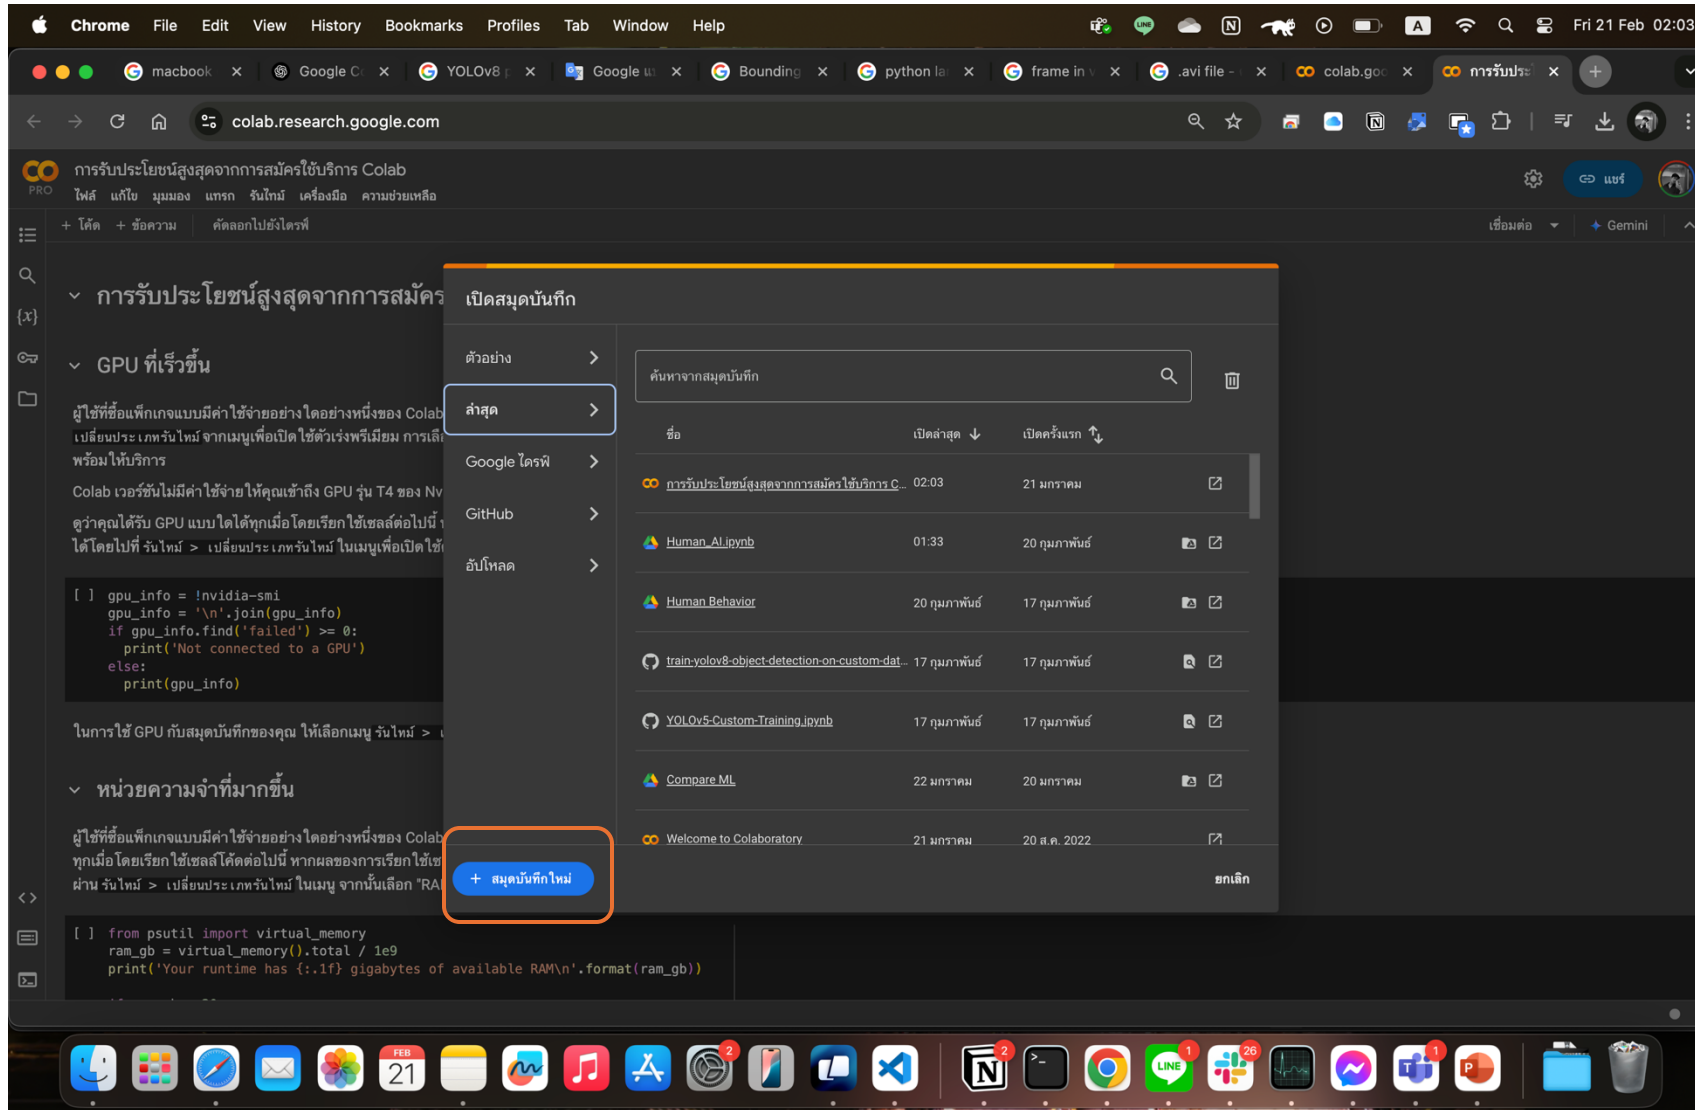 Chrome File Edit View History Bookmarks Profiles Tab Window Help
N
A
Fri 21 Feb 02:03
macbook
Google C
YOLOv8 p
Google
Bounding
python la
frame in v
.avi file -
colab.goo
การรับประ
colab.research.google.com
PRO
การรับประโยชน์สูงสุดจากการสมัครใช้บริการ Colab
ไฟล์ แก้ไข มุมมอง แทรก รันไทม์ เครื่องมือ ความช่วยเหลือ
แชร์
+ โค้ด + ข้อความ คัดลอกไปยังไดรฟ์
เชื่อมต่อ
Gemini
{x}
การรับประโยชน์สูงสุดจากการสมัคร
GPU ที่เร็วขึ้น
ผู้ใช้ที่ซื้อแพ็กเกจแบบมีค่าใช้จ่ายอย่างใดอย่างหนึ่งของ Colab
เปลี่ยนประเภทรันไทม์ จากเมนูเพื่อเปิดใช้ตัวเร่งพรีเมียม การเลื
พร้อมให้บริการ
Colab เวอร์ชันไม่มีค่าใช้จ่ายให้คุณเข้าถึง GPU รุ่น T4 ของ Nv
ดูว่าคุณได้รับ GPU แบบใดได้ทุกเมื่อโดยเรียกใช้เซลล์ต่อไปนี้
ได้โดยไปที่ รันไทม์ > เปลี่ยนประเภทรันไทม์ ในเมนูเพื่อเปิดใช้
[ ] gpu_info = !nvidia-smi
gpu_info = '\n'.join(gpu_info)
if gpu_info.find('failed') >= 0:
print('Not connected to a GPU')
else:
print(gpu_info)
ในการใช้ GPU กับสมุดบันทึกของคุณ ให้เลือกเมนู รันไทม์ >
หน่วยความจำที่มากขึ้น
ผู้ใช้ที่ซื้อแพ็กเกจแบบมีค่าใช้จ่ายอย่างใดอย่างหนึ่งของ Colab
ทุกเมื่อโดยเรียกใช้เซลล์โค้ดต่อไปนี้ หากผลของการเรียกใช้เซ
ผ่าน รันไทม์ > เปลี่ยนประเภทรันไทม์ ในเมนู จากนั้นเลือก "RA
[ ] from psutil import virtual_memory
ram_gb = virtual_memory().total / 1e9
print('Your runtime has {:.1f} gigabytes of available RAM\n'.format(ram_gb))
เปิดสมุดบันทึก
ตัวอย่าง
ล่าสุด
Google ไดรฟ์
GitHub
อัปโหลด
+ สมุดบันทึกใหม่
ค้นหาจากสมุดบันทึก
ชื่อ เปิดล่าสุด เปิดครั้งแรก
การรับประโยชน์สูงสุดจากการสมัครใช้บริการ C... 02:03 21 มกราคม
Human_AI.ipynb 01:33 20 กุมภาพันธ์
Human Behavior 20 กุมภาพันธ์ 17 กุมภาพันธ์
train-yolov8-object-detection-on-custom-dat... 17 กุมภาพันธ์ 17 กุมภาพันธ์
YOLOv5-Custom-Training.ipynb 17 กุมภาพันธ์ 17 กุมภาพันธ์
Compare ML 22 มกราคม 20 มกราคม
Welcome to Colaboratory 21 มกราคม 20 ส.ค. 2022
ยกเลิก
FEB
21
2
N
2
LINE
1
26
T
1
P